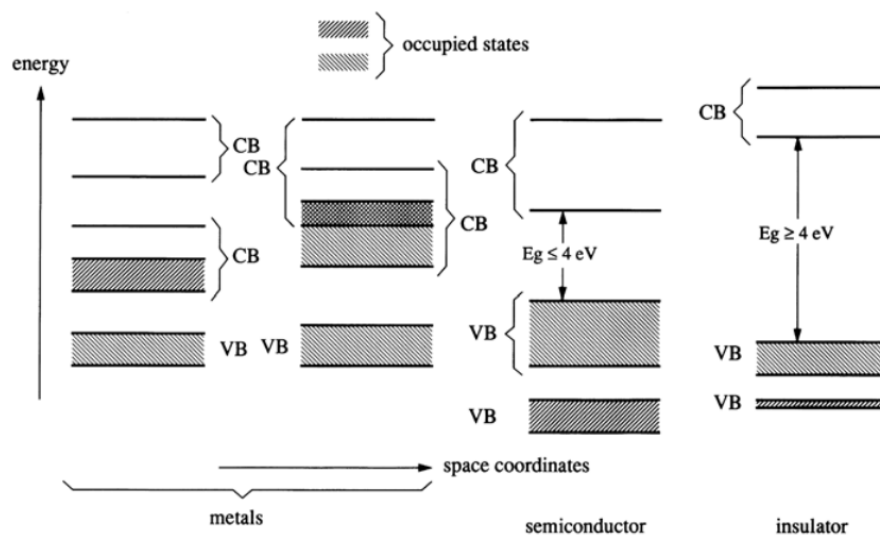 occupied states
energy
CB
CB
CB
CB
CB
CB
Eg ≤ 4 eV
Eg ≥ 4 eV
VB
VB
VB
VB
VB
VB
space coordinates
metals
semiconductor
insulator